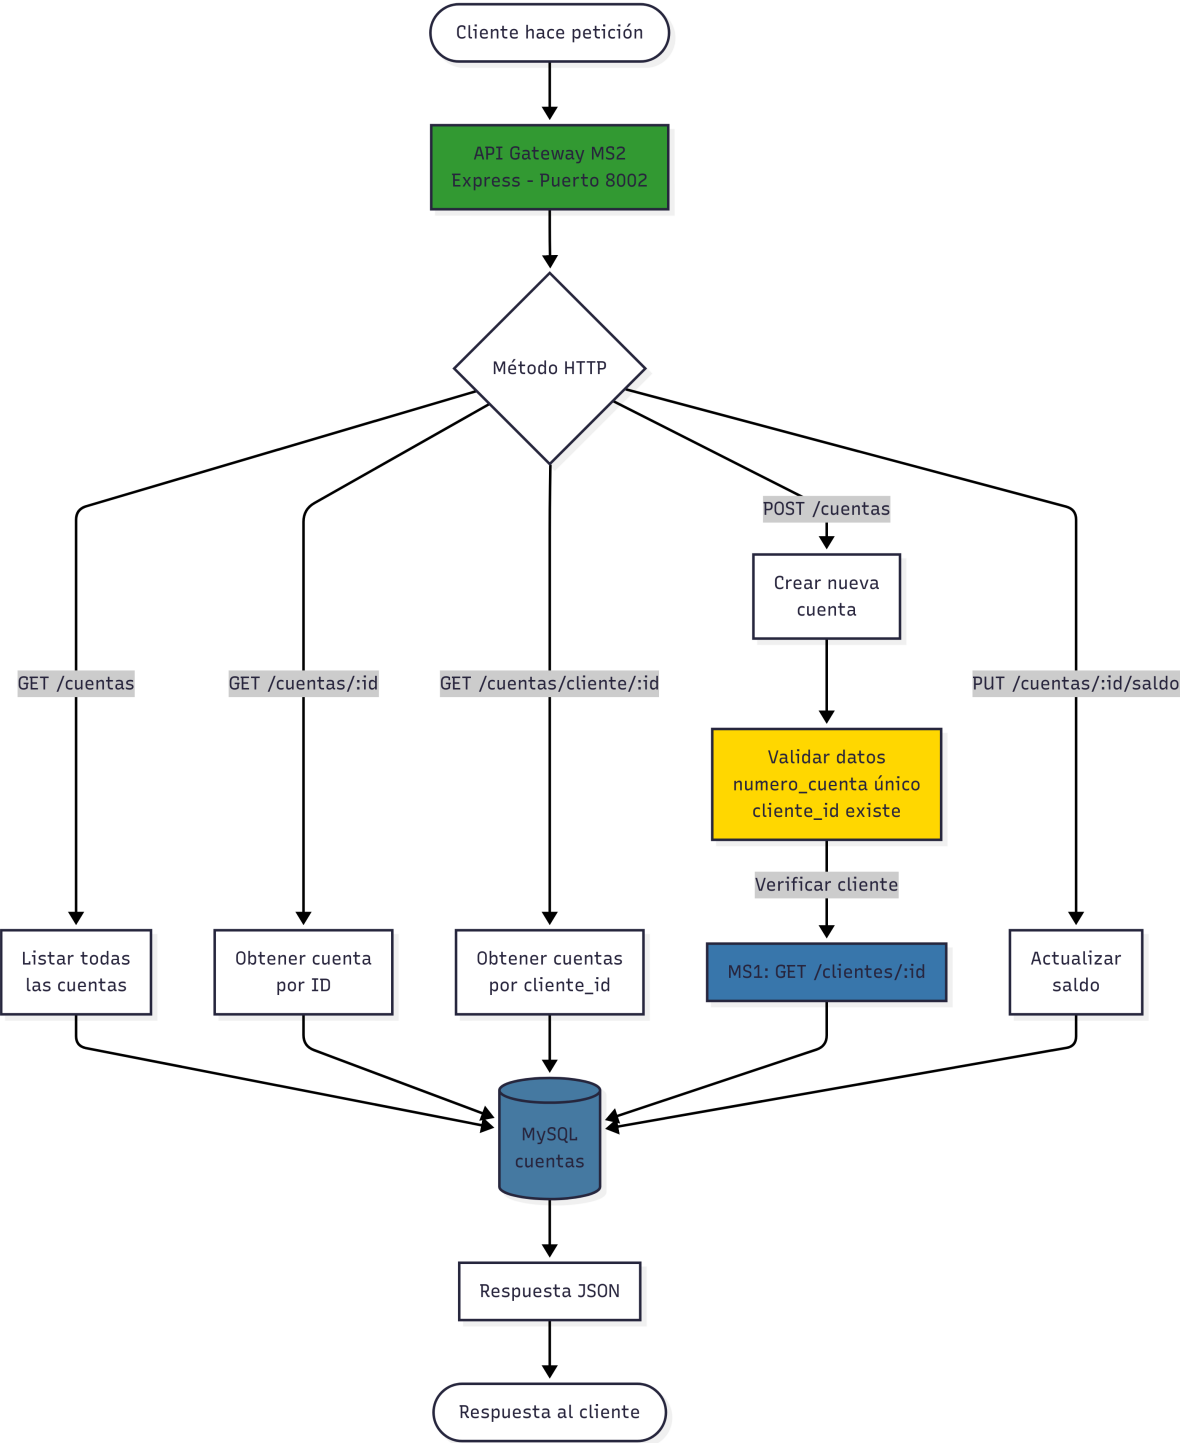 Cliente hace petición
API Gateway MS2
Express - Puerto 8002
Método HTTP
POST /cuentas
Crear nueva
cuenta
GET /cuentas
GET /cuentas/:id
GET /cuentas/cliente/:id
PUT /cuentas/:id/saldo
Validar datos
numero_cuenta único
cliente_id existe
Verificar cliente
Listar todas
las cuentas
Obtener cuenta
por ID
Obtener cuentas
por cliente_id
MS1: GET /clientes/:id
Actualizar
saldo
MySQL
cuentas
Respuesta JSON
Respuesta al cliente